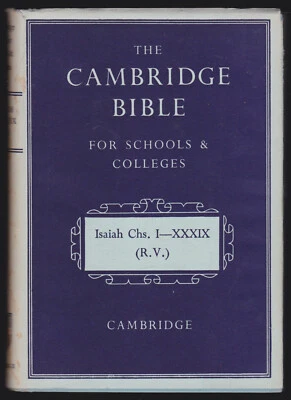 THE
CAMBRIDGE
BIBLE
FOR SCHOOLS &
COLLEGES
Isaiah Chs. I—XXXIX
(R.V.)
CAMBRIDGE